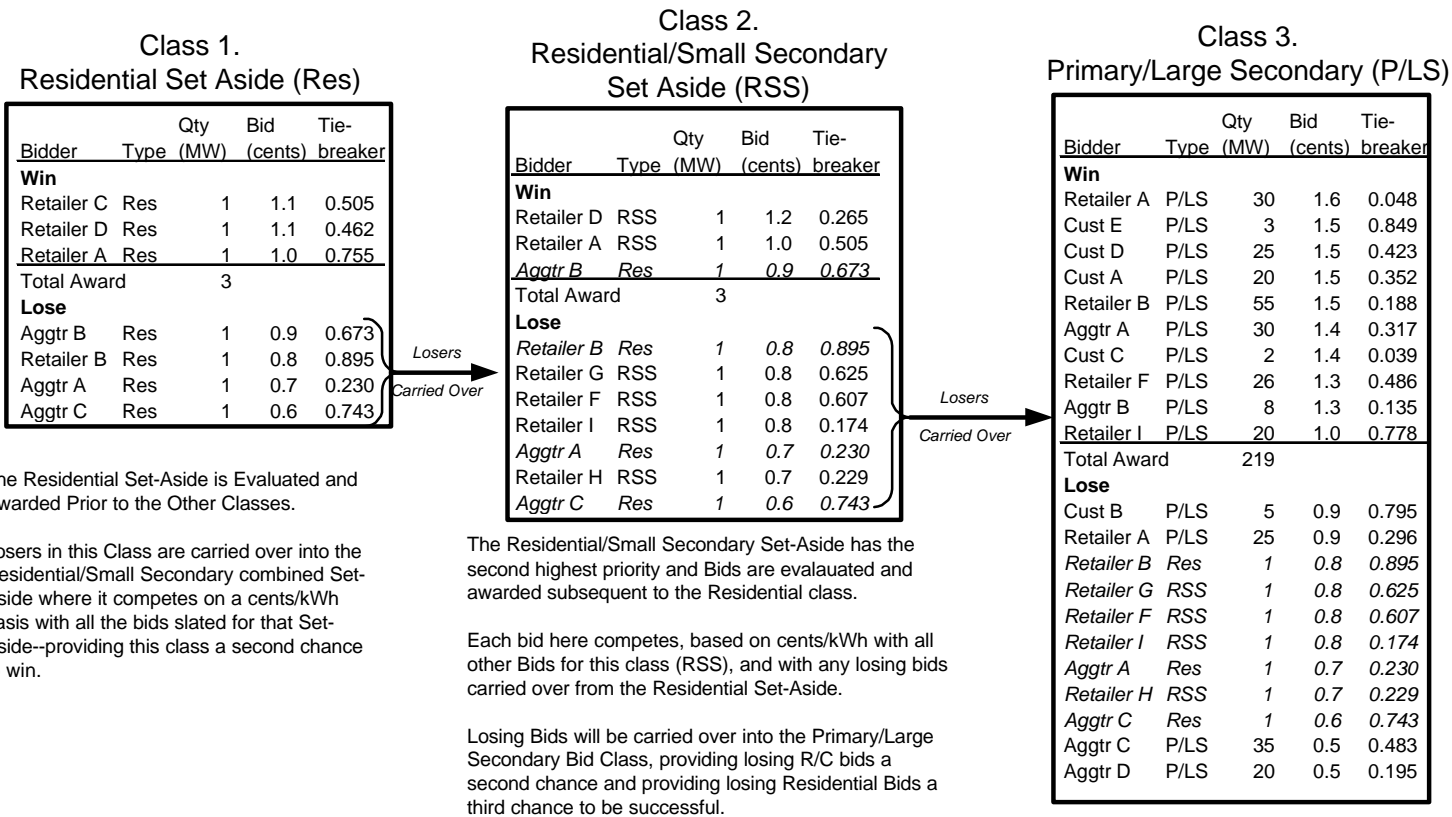 Class 1.
Residential Set Aside (Res)
Qty Bid Tie-
Bidder Type (MW) (cents) breaker
Win
Retailer C Res 1 1.1 0.505
Retailer D Res 1 1.1 0.462
Retailer A Res 1 1.0 0.755
Total Award 3
Lose
Aggtr B Res 1 0.9 0.673
Retailer B Res 1 0.8 0.895
Aggtr A Res 1 0.7 0.230
Aggtr C Res 1 0.6 0.743
Losers
Carried Over
he Residential Set-Aside is Evaluated and
warded Prior to the Other Classes.
osers in this Class are carried over into the
esidential/Small Secondary combined Set-
side where it competes on a cents/kWh
asis with all the bids slated for that Set-
side--providing this class a second chance
win.
Class 2.
Residential/Small Secondary
Set Aside (RSS)
Qty Bid Tie-
Bidder Type (MW) (cents) breaker
Win
Retailer D RSS 1 1.2 0.265
Retailer A RSS 1 1.0 0.505
Aggtr B Res 1 0.9 0.673
Total Award 3
Lose
Retailer B Res 1 0.8 0.895
Retailer G RSS 1 0.8 0.625
Retailer F RSS 1 0.8 0.607
Retailer I RSS 1 0.8 0.174
Aggtr A Res 1 0.7 0.230
Retailer H RSS 1 0.7 0.229
Aggtr C Res 1 0.6 0.743
Losers
Carried Over
The Residential/Small Secondary Set-Aside has the
second highest priority and Bids are evalauated and
awarded subsequent to the Residential class.
Each bid here competes, based on cents/kWh with all
other Bids for this class (RSS), and with any losing bids
carried over from the Residential Set-Aside.
Losing Bids will be carried over into the Primary/Large
Secondary Bid Class, providing losing R/C bids a
second chance and providing losing Residential Bids a
third chance to be successful.
Class 3.
Primary/Large Secondary (P/LS)
Qty Bid Tie-
Bidder Type (MW) (cents) breaker
Win
Retailer A P/LS 30 1.6 0.048
Cust E P/LS 3 1.5 0.849
Cust D P/LS 25 1.5 0.423
Cust A P/LS 20 1.5 0.352
Retailer B P/LS 55 1.5 0.188
Aggtr A P/LS 30 1.4 0.317
Cust C P/LS 2 1.4 0.039
Retailer F P/LS 26 1.3 0.486
Aggtr B P/LS 8 1.3 0.135
Retailer I P/LS 20 1.0 0.778
Total Award 219
Lose
Cust B P/LS 5 0.9 0.795
Retailer A P/LS 25 0.9 0.296
Retailer B Res 1 0.8 0.895
Retailer G RSS 1 0.8 0.625
Retailer F RSS 1 0.8 0.607
Retailer I RSS 1 0.8 0.174
Aggtr A Res 1 0.7 0.230
Retailer H RSS 1 0.7 0.229
Aggtr C Res 1 0.6 0.743
Aggtr C P/LS 35 0.5 0.483
Aggtr D P/LS 20 0.5 0.195